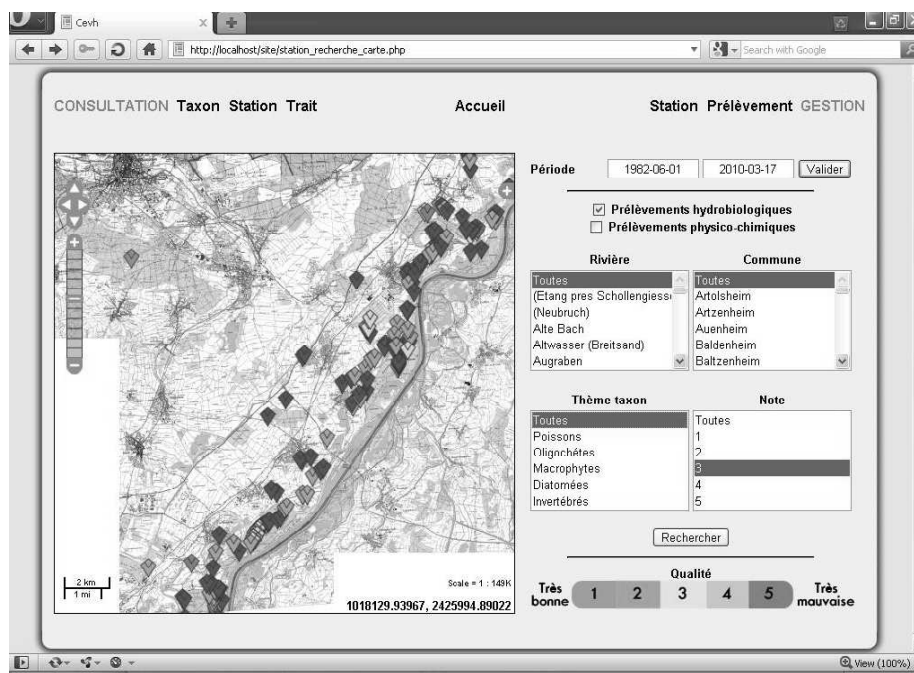 Cevh
http://localhost/site/station_recherche_carte.php
Search with Google
CONSULTATION Taxon Station Trait
Accueil
Station Prélèvement GESTION
Période 1982-06-01 2010-03-17 Valider
Prélèvements hydrobiologiques
Prélèvements physico-chimiques
Rivière
Toutes
(Etang pres Schollengiess
(Neubruch)
Alte Bach
Altwasser (Breitsand)
Augraben
Commune
Toutes
Artolsheim
Artzenheim
Auenheim
Baldenheim
Baltzenheim
Thème taxon
Toutes
Poissons
Oligochétes
Macrophytes
Diatomées
Invertébrés
Note
Toutes
1
2
3
4
5
Rechercher
Qualité
Très bonne 1 2 3 4 5 Très mauvaise
2 km
1 mi
Scale = 1 : 149K
1018129.93967, 2425994.89022
View (100%)